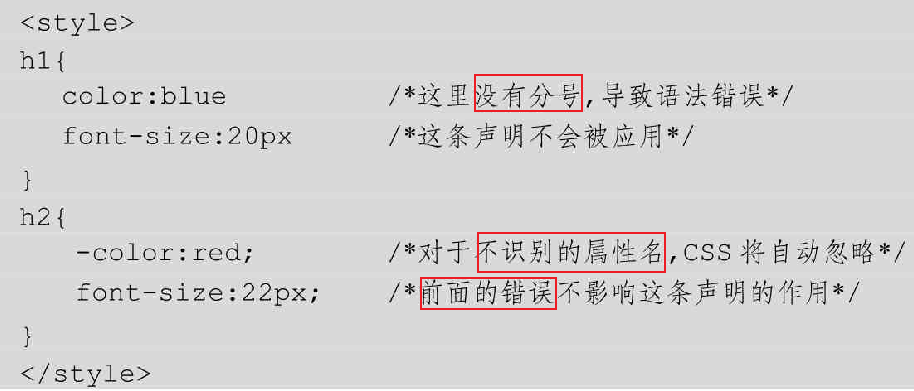 <style>
h1{
color:blue /*这里没有分号,导致语法错误*/
font-size:20px /*这条声明不会被应用*/
}
h2{
-color:red; /*对于不识别的属性名,CSS将自动忽略*/
font-size:22px; /*前面的错误不影响这条声明的作用*/
}
</style>